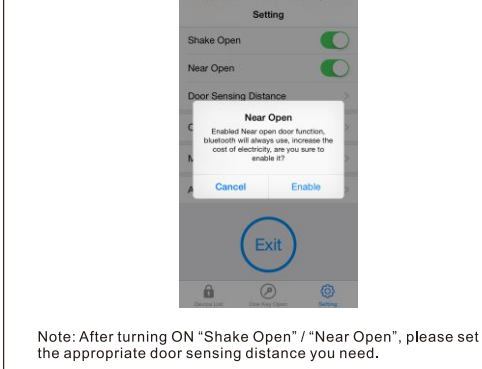 Setting
Shake Open
Near Open
Door Sensing Distance
Near Open
Enabled Near open door function,
bluetooth will always use, increase the
cost of electricity, are you sure to
enable it?
C
M
A
Cancel Enable
Exit
Device List One Key Open Setting
Note: After turning ON “Shake Open” / “Near Open”, please set
the appropriate door sensing distance you need.